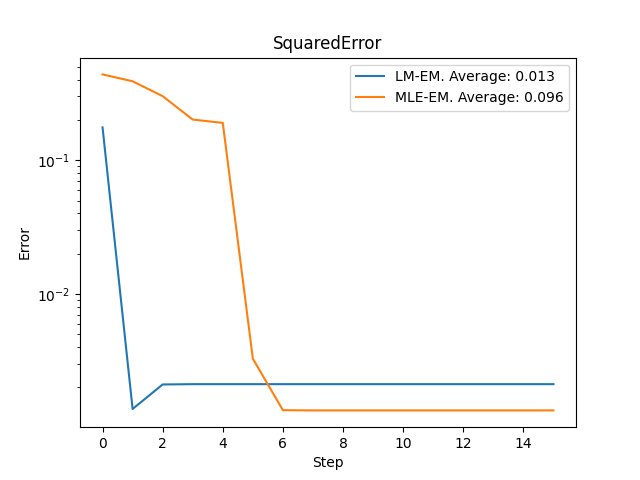 SquaredError
LM-EM. Average: 0.013
MLE-EM. Average: 0.096
10⁻¹
10⁻²
Error
0 2 4 6 8 10 12 14
Step